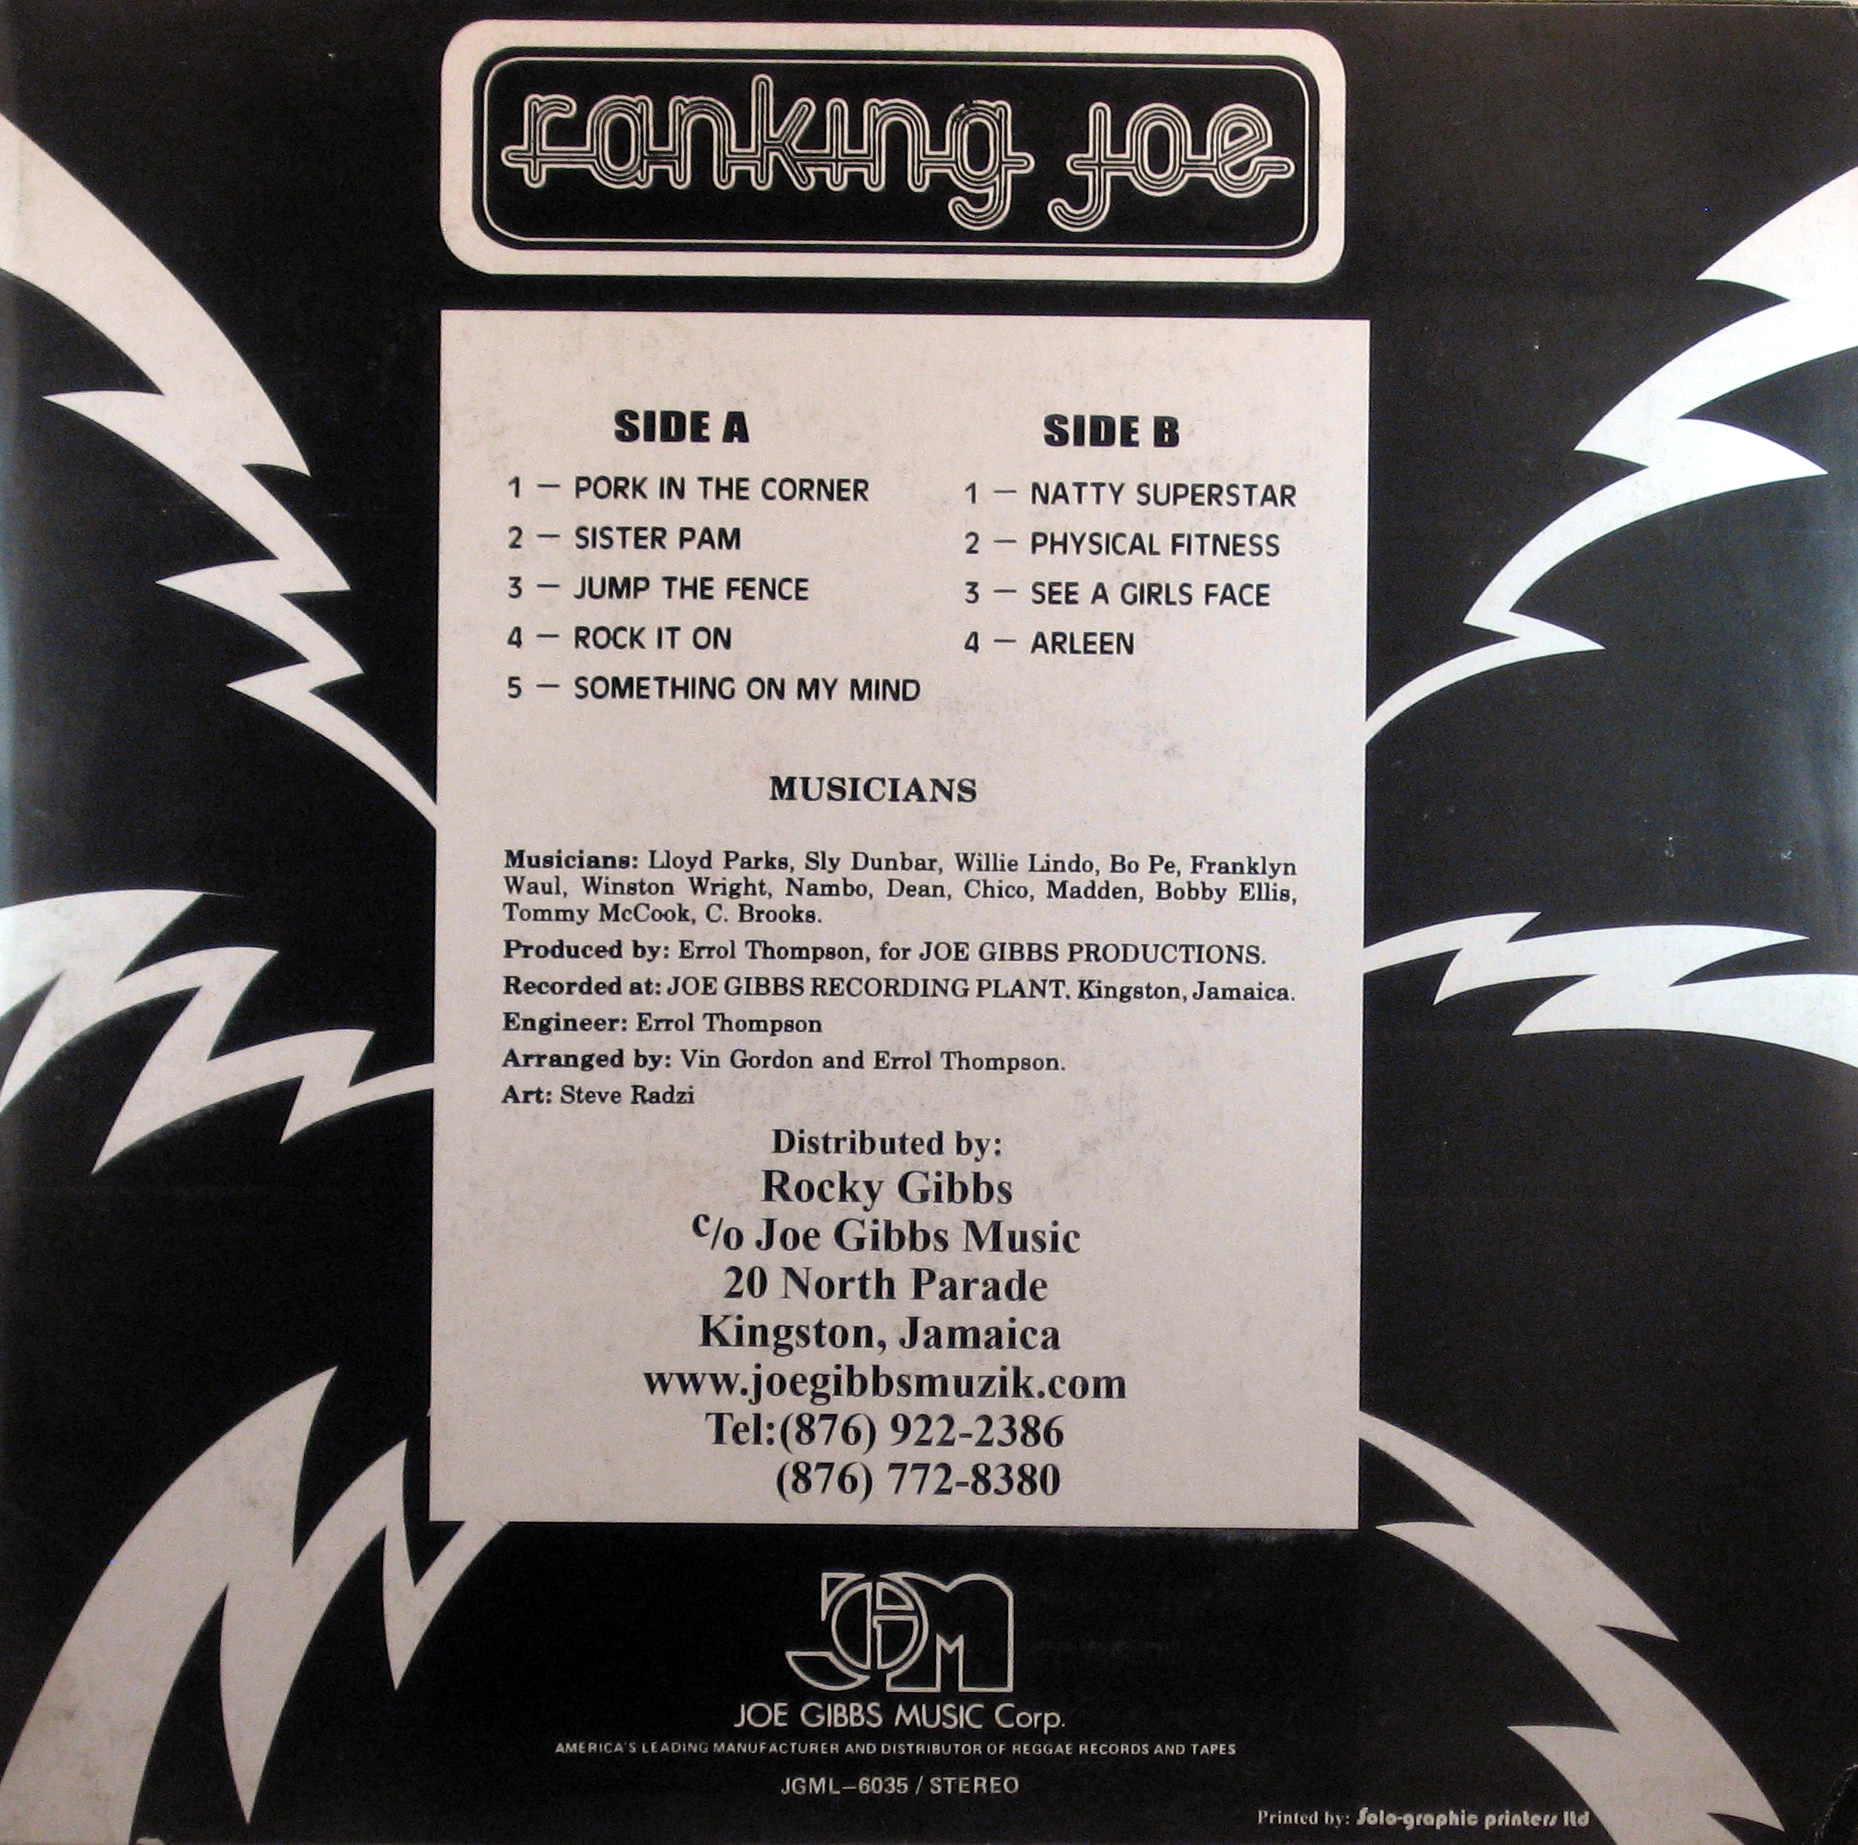 ranking joe
SIDE A
1 — PORK IN THE CORNER
2 — SISTER PAM
3 — JUMP THE FENCE
4 — ROCK IT ON
5 — SOMETHING ON MY MIND
SIDE B
1 — NATTY SUPERSTAR
2 — PHYSICAL FITNESS
3 — SEE A GIRLS FACE
4 — ARLEEN
MUSICIANS
Musicians: Lloyd Parks, Sly Dunbar, Willie Lindo, Bo Pe, Franklyn
Waul, Winston Wright, Nambo, Dean, Chico, Madden, Bobby Ellis,
Tommy McCook, C. Brooks.
Produced by: Errol Thompson, for JOE GIBBS PRODUCTIONS.
Recorded at: JOE GIBBS RECORDING PLANT. Kingston, Jamaica.
Engineer: Errol Thompson
Arranged by: Vin Gordon and Errol Thompson.
Art: Steve Radzi
Distributed by:
Rocky Gibbs
c/o Joe Gibbs Music
20 North Parade
Kingston, Jamaica
www.joegibbsmuzik.com
Tel:(876) 922-2386
(876) 772-8380
JGM
JOE GIBBS MUSIC Corp.
AMERICA'S LEADING MANUFACTURER AND DISTRIBUTOR OF REGGAE RECORDS AND TAPES
JGML—6035 / STEREO
Printed by: Solo-graphic printers ltd